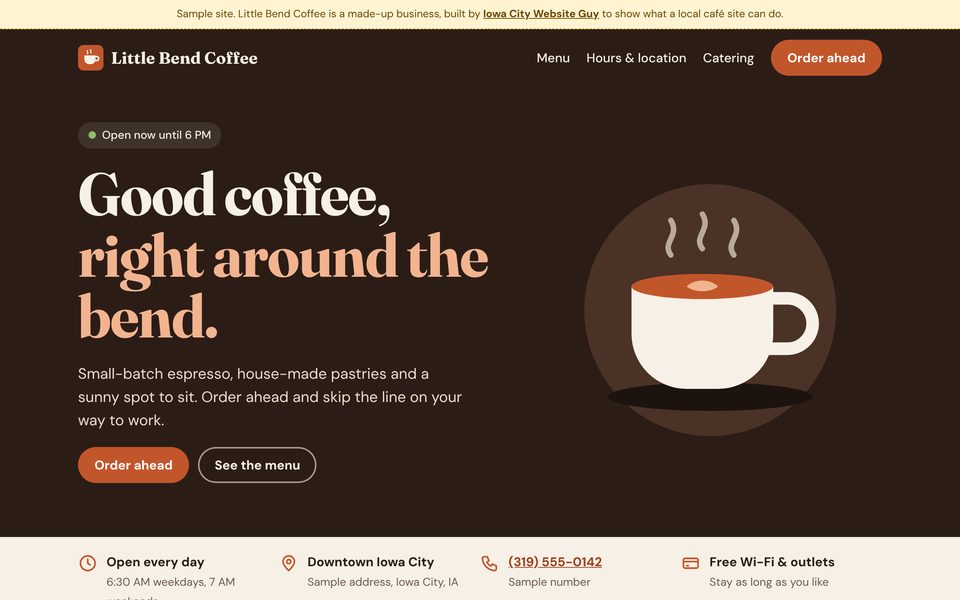 Sample site. Little Bend Coffee is a made-up business, built by Iowa City Website Guy to show what a local café site can do.
Little Bend Coffee
Menu
Hours & location
Catering
Order ahead
Open now until 6 PM
Good coffee,
right around the
bend.
Small-batch espresso, house-made pastries and a
sunny spot to sit. Order ahead and skip the line on your
way to work.
Order ahead
See the menu
Open every day
6:30 AM weekdays, 7 AM
weekends
Downtown Iowa City
Sample address, Iowa City, IA
(319) 555-0142
Sample number
Free Wi-Fi & outlets
Stay as long as you like